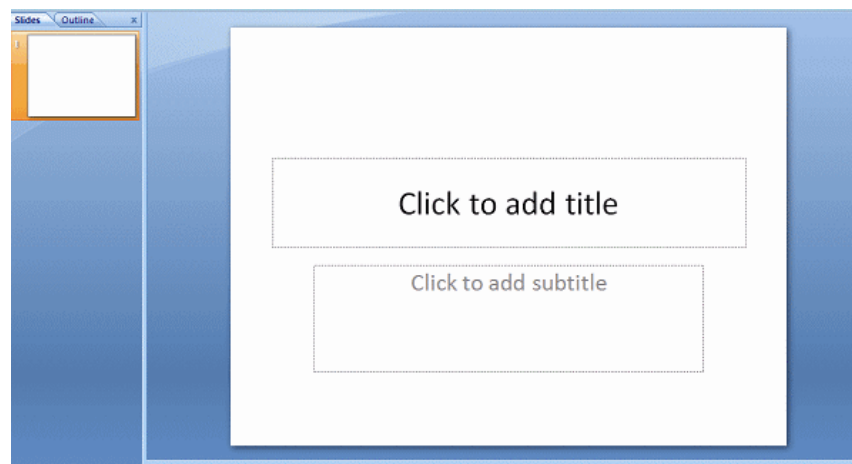 Slides Outline x
1
Click to add title
Click to add subtitle